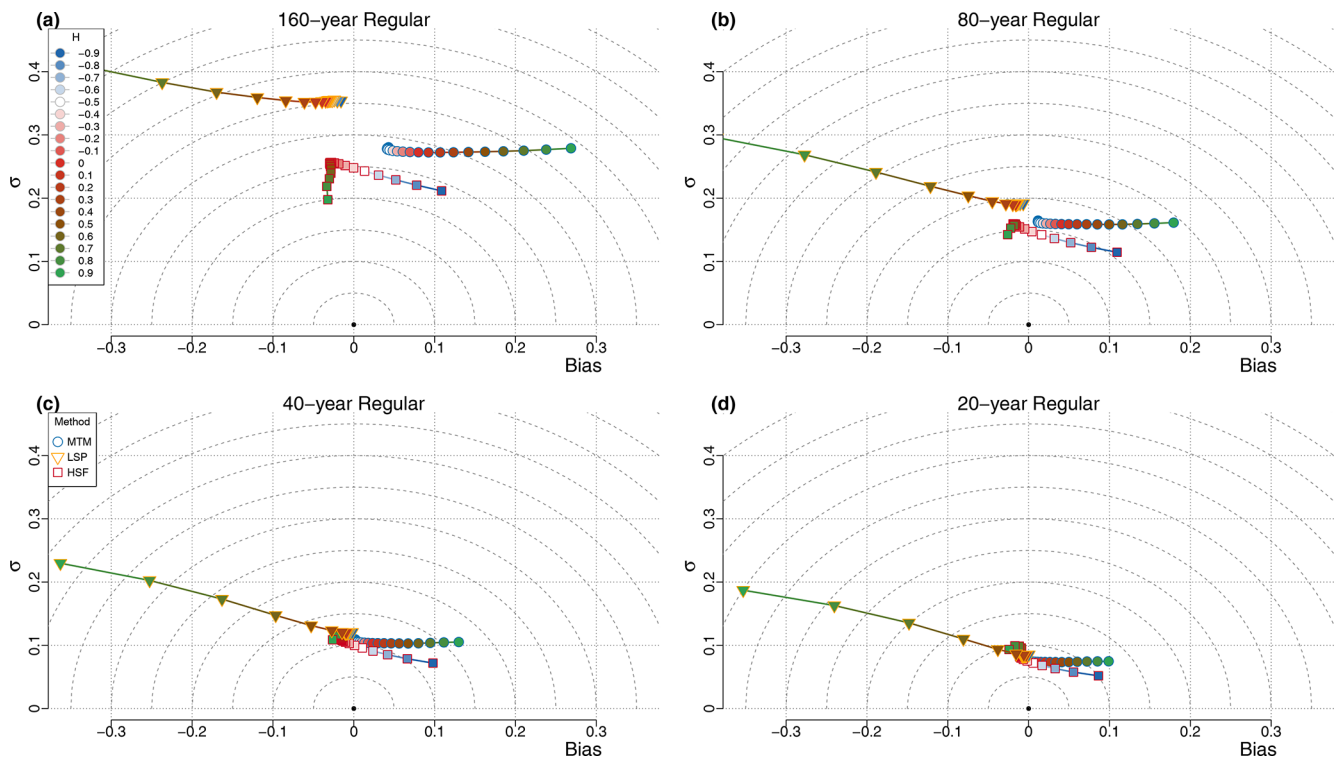 (a) 160−year Regular
H
−0.9
−0.8
−0.7
−0.6
−0.5
−0.4
−0.3
−0.2
−0.1
0
0.1
0.2
0.3
0.4
0.5
0.6
0.7
0.8
0.9
σ
0.4
0.3
0.2
0.1
0
−0.3 −0.2 −0.1 0 0.1 0.2 0.3
Bias
(b) 80−year Regular
σ
0.4
0.3
0.2
0.1
0
−0.3 −0.2 −0.1 0 0.1 0.2 0.3
Bias
(c) 40−year Regular
Method
MTM
LSP
HSF
σ
0.4
0.3
0.2
0.1
0
−0.3 −0.2 −0.1 0 0.1 0.2 0.3
Bias
(d) 20−year Regular
σ
0.4
0.3
0.2
0.1
0
−0.3 −0.2 −0.1 0 0.1 0.2 0.3
Bias